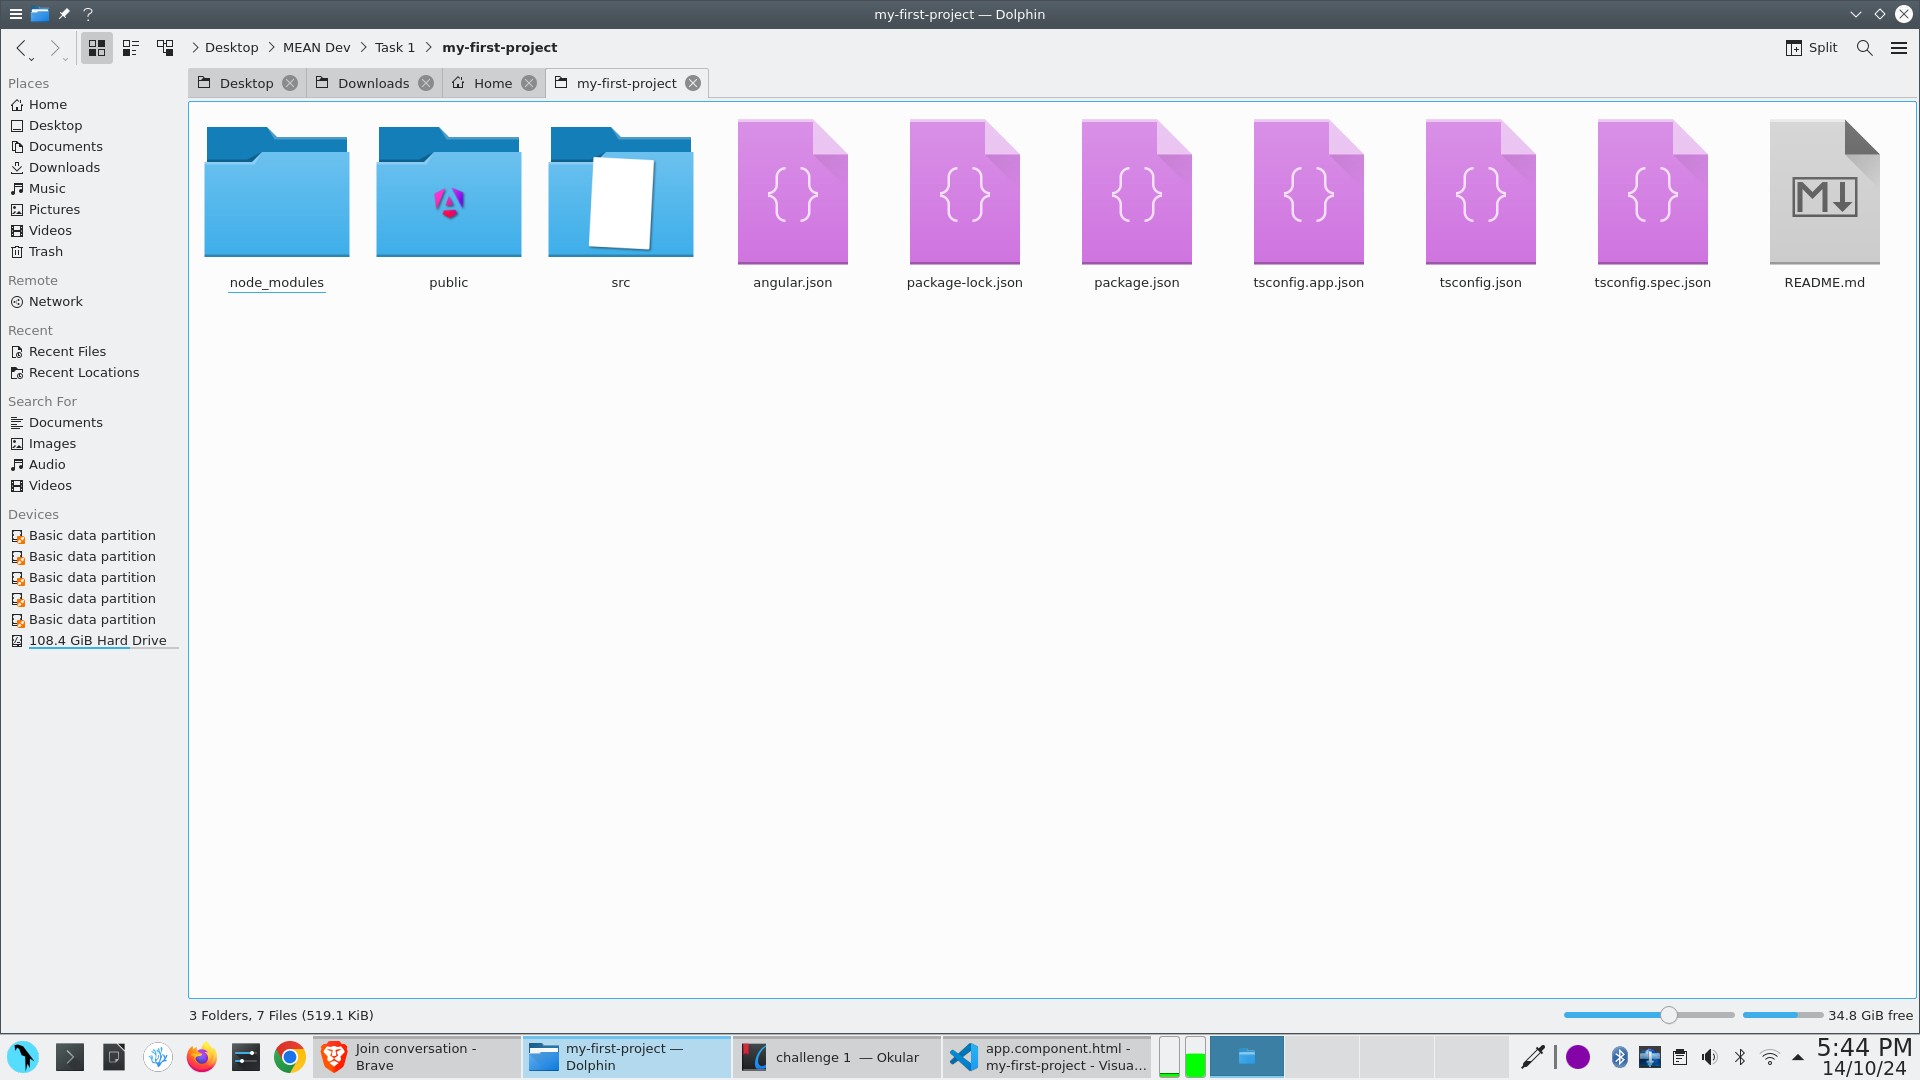 my-first-project — Dolphin
Desktop
MEAN Dev
Task 1
my-first-project
Split
Places
Home
Desktop
Documents
Downloads
Music
Pictures
Videos
Trash
Remote
Network
Recent
Recent Files
Recent Locations
Search For
Documents
Images
Audio
Videos
Devices
Basic data partition
Basic data partition
Basic data partition
Basic data partition
Basic data partition
108.4 GiB Hard Drive
Desktop
Downloads
Home
my-first-project
node_modules
public
src
angular.json
package-lock.json
package.json
tsconfig.app.json
tsconfig.json
tsconfig.spec.json
README.md
3 Folders, 7 Files (519.1 KiB)
34.8 GiB free
Join conversation -
Brave
my-first-project —
Dolphin
challenge 1 — Okular
app.component.html -
my-first-project - Visua...
5:44 PM
14/10/24